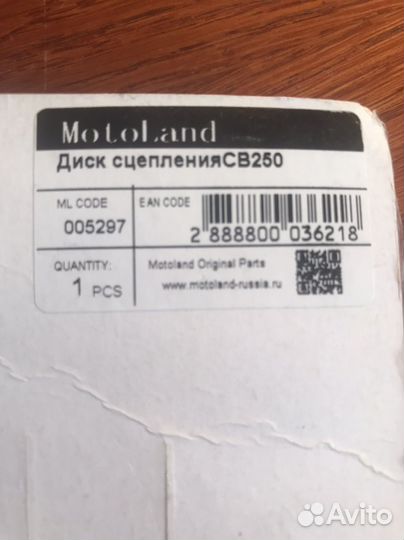 MotoLand
Диск сцепленияCB250
ML CODE
005297
EAN CODE
2 888800 036218
QUANTITY:
1 PCS
Motoland Original Parts
www.motoland-russia.ru
Avito